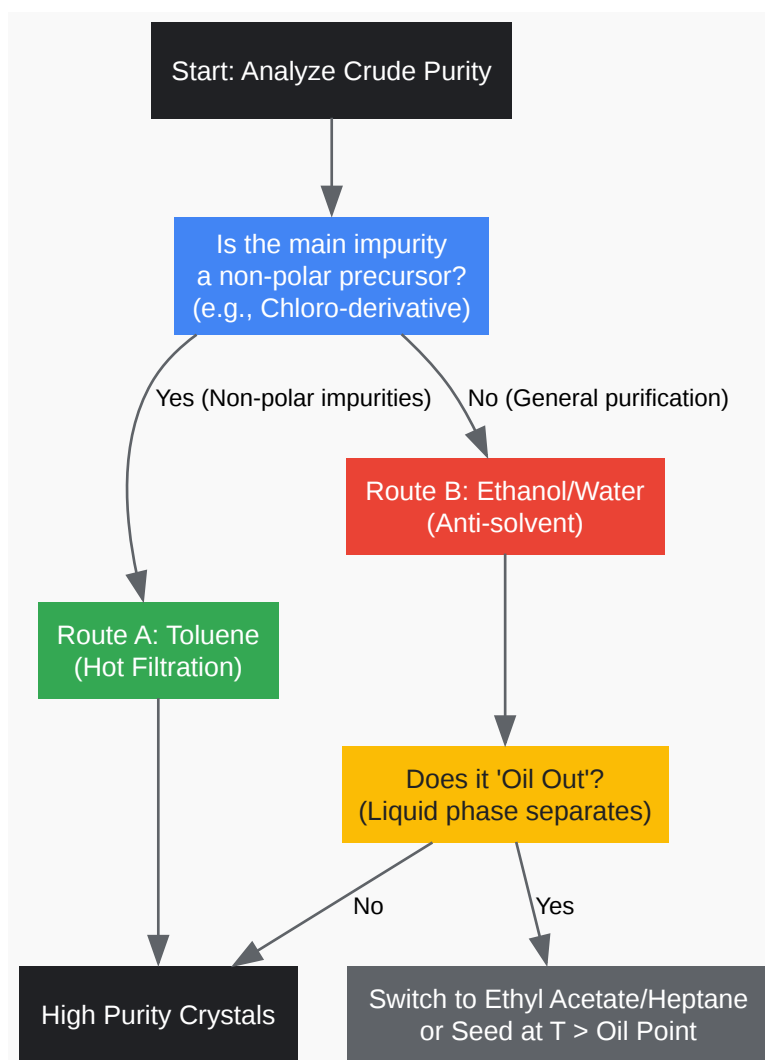 Start: Analyze Crude Purity
Is the main impurity
a non-polar precursor?
(e.g., Chloro-derivative)
Yes (Non-polar impurities)
No (General purification)
Route B: Ethanol/Water
(Anti-solvent)
Route A: Toluene
(Hot Filtration)
Does it 'Oil Out'?
(Liquid phase separates)
No
Yes
High Purity Crystals
Switch to Ethyl Acetate/Heptane
or Seed at T > Oil Point